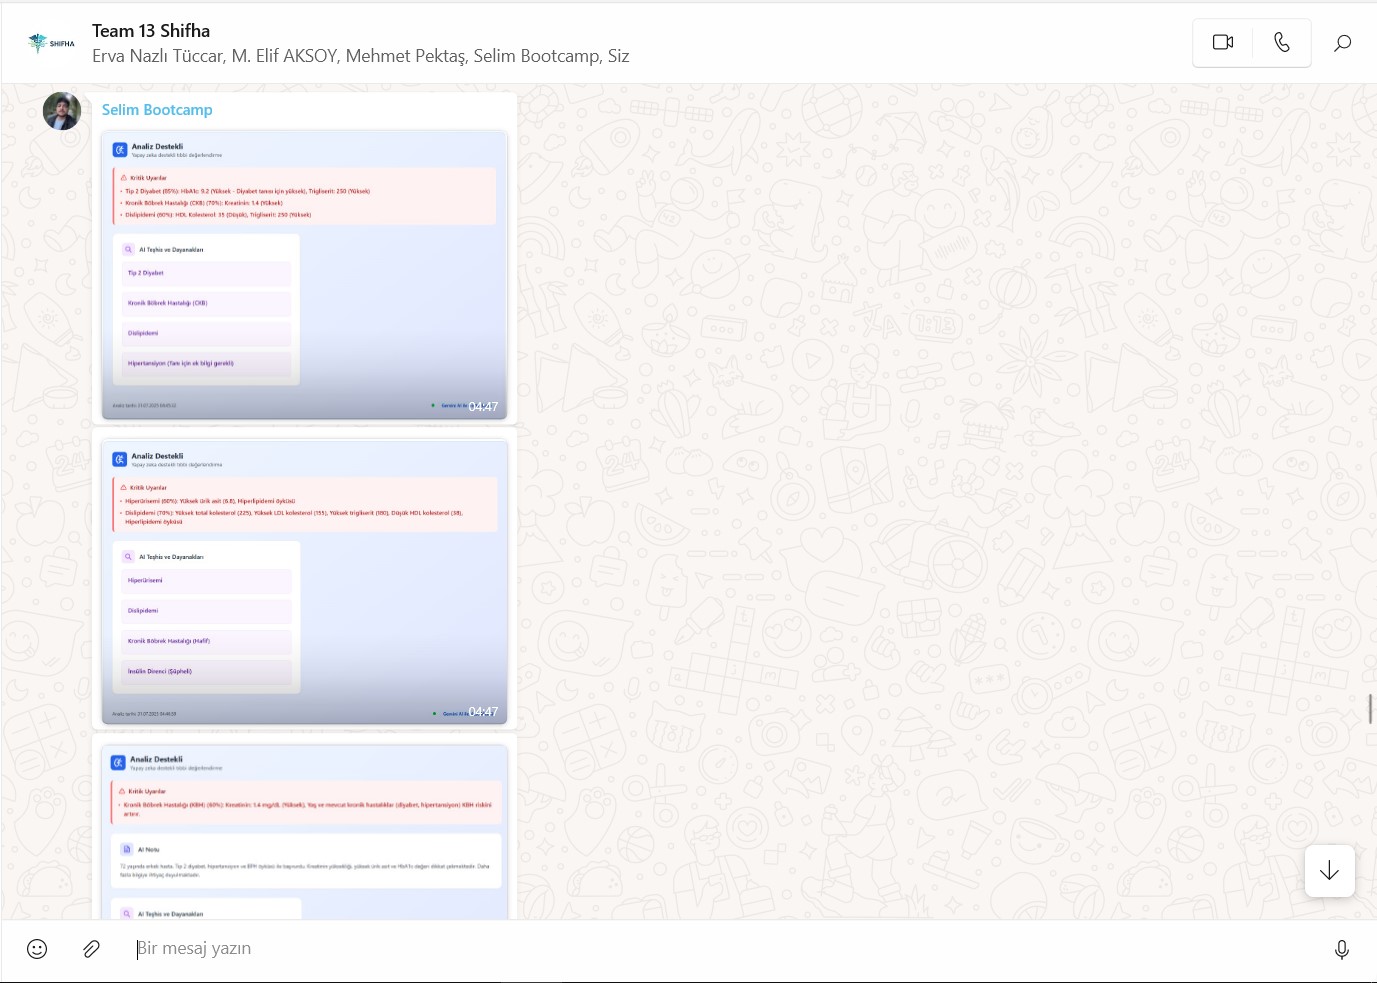 SHIFHA
Team 13 Shifha
Erva Nazlı Tüccar, M. Elif AKSOY, Mehmet Pektaş, Selim Bootcamp, Siz
Selim Bootcamp
Analiz Destekli
Yapay zeka destekli tıbbi değerlendirme
Kritik Uyarılar
• Tip 2 Diyabet (95%): HbA1c: 9.2 (Yüksek - Diyabet tanısı için yüksek), Trigliserit: 250 (Yüksek)
• Kronik Böbrek Hastalığı (CKB) (70%): Kreatinin: 1.4 (Yüksek)
• Dislipidemi (60%): HDL Kolesterol: 35 (Düşük), Trigliserit: 250 (Yüksek)
AI Teşhis ve Dayanakları
Tip 2 Diyabet
Kronik Böbrek Hastalığı (CKB)
Dislipidemi
Hipertansiyon (Tanı için ek bilgi gerekli)
Analiz tarihi:
Gemini AI
04:47
Analiz Destekli
Yapay zeka destekli tıbbi değerlendirme
Kritik Uyarılar
• Hiperürisemi (80%): Yüksek ürik asit (6.8), Hiperlipidemi öyküsü
• Dislipidemi (70%): Yüksek total kolesterol (225), Yüksek LDL kolesterol (155), Yüksek trigliserit (180), Düşük HDL kolesterol (38),
Hiperlipidemi öyküsü
AI Teşhis ve Dayanakları
Hiperürisemi
Dislipidemi
Kronik Böbrek Hastalığı (Hafif)
İnsülin Direnci (Şüpheli)
Analiz tarihi:
Gemini AI
04:47
Analiz Destekli
Yapay zeka destekli tıbbi değerlendirme
Kritik Uyarılar
• Kronik Böbrek Hastalığı (KBH) (60%): Kreatinin: 1.4 mg/dL (Yüksek), Yaş ve mevcut kronik hastalıklar (diyabet, hipertansiyon) KBH riskini
artırır.
AI Notu
72 yaşında erkek hasta. Tip 2 diyabet, hipertansiyon ve BPH öyküsü ile başvurdu. Kreatinin yüksekliği, yüksek ürik asit ve HbA1c değeri dikkat çekmektedir. Daha
fazla bilgiye ihtiyaç duyulmaktadır.
AI Teşhis ve Dayanakları
Bir mesaj yazın